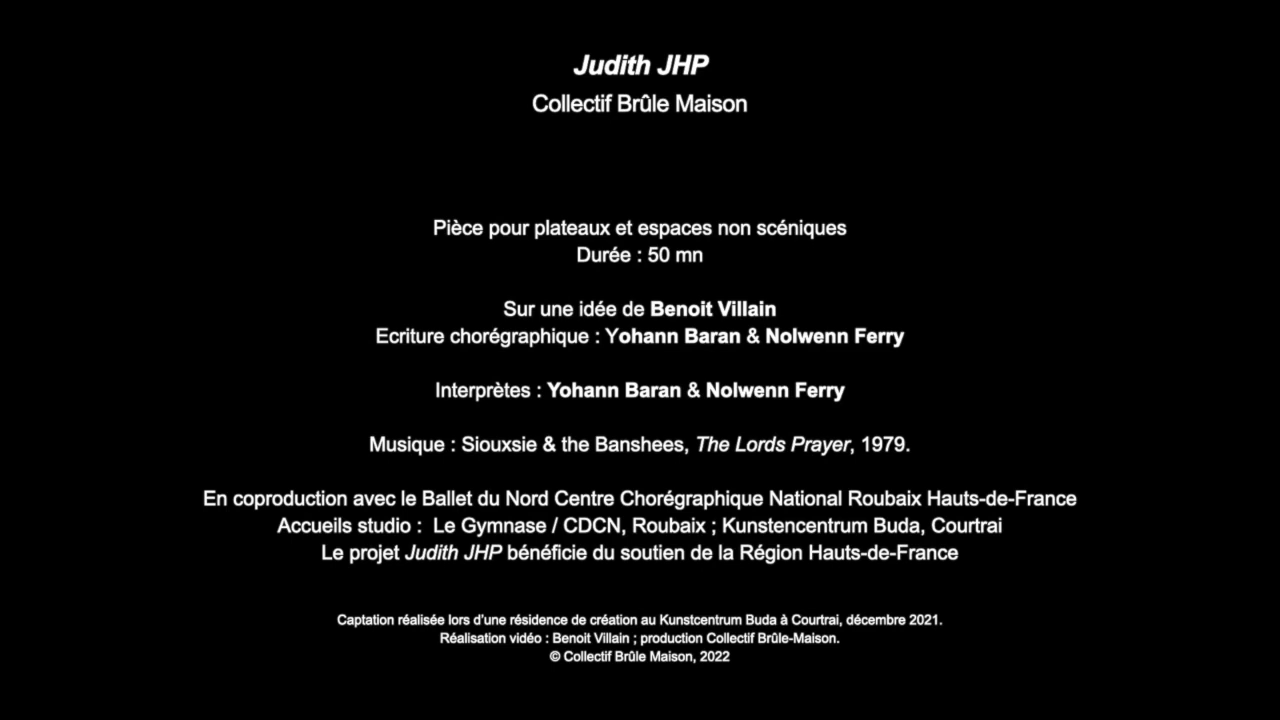 Judith JHP
Collectif Brûle Maison
Pièce pour plateaux et espaces non scéniques
Durée : 50 mn
Sur une idée de Benoit Villain
Ecriture chorégraphique : Yohann Baran & Nolwenn Ferry
Interprètes : Yohann Baran & Nolwenn Ferry
Musique : Siouxsie & the Banshees, The Lords Prayer, 1979.
En coproduction avec le Ballet du Nord Centre Chorégraphique National Roubaix Hauts-de-France
Accueils studio :  Le Gymnase / CDCN, Roubaix ; Kunstencentrum Buda, Courtrai
Le projet Judith JHP bénéficie du soutien de la Région Hauts-de-France
Captation réalisée lors d'une résidence de création au Kunstcentrum Buda à Courtrai, décembre 2021.
Réalisation vidéo : Benoit Villain ; production Collectif Brûle-Maison.
© Collectif Brûle Maison, 2022